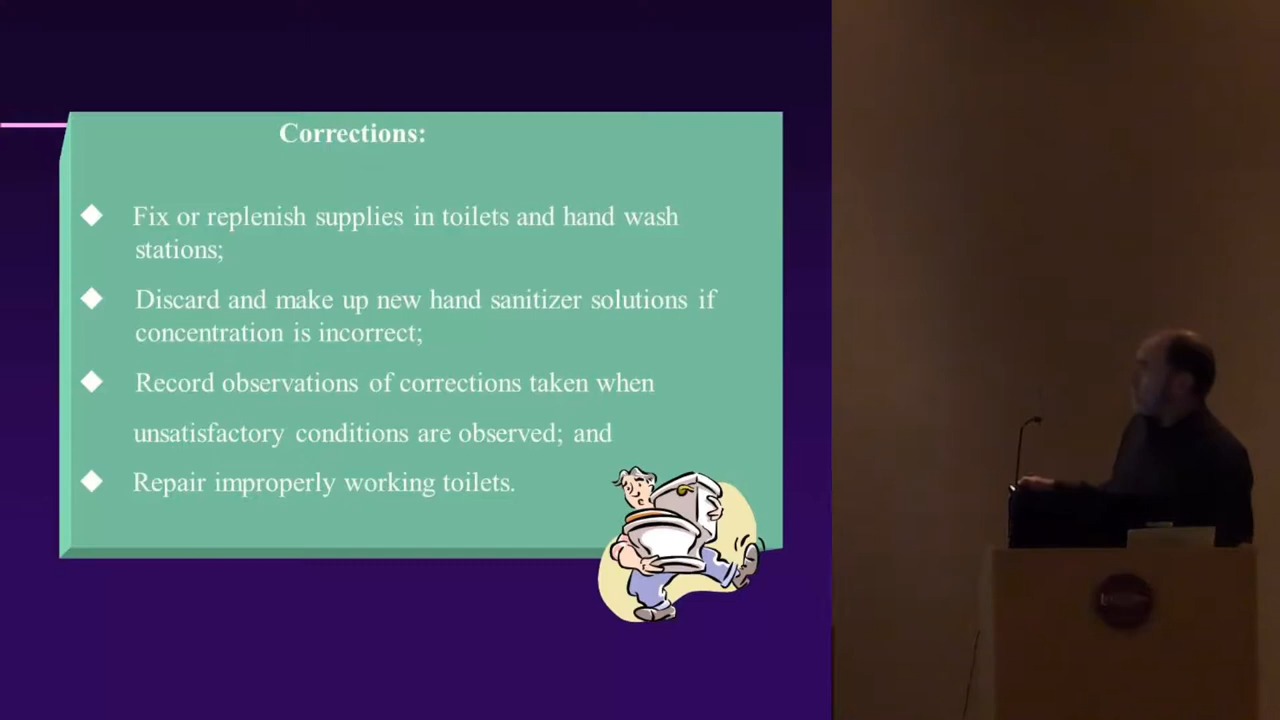 Corrections:
Fix or replenish supplies in toilets and hand wash
stations;
Discard and make up new hand sanitizer solutions if
concentration is incorrect;
Record observations of corrections taken when
unsatisfactory conditions are observed; and
Repair improperly working toilets.